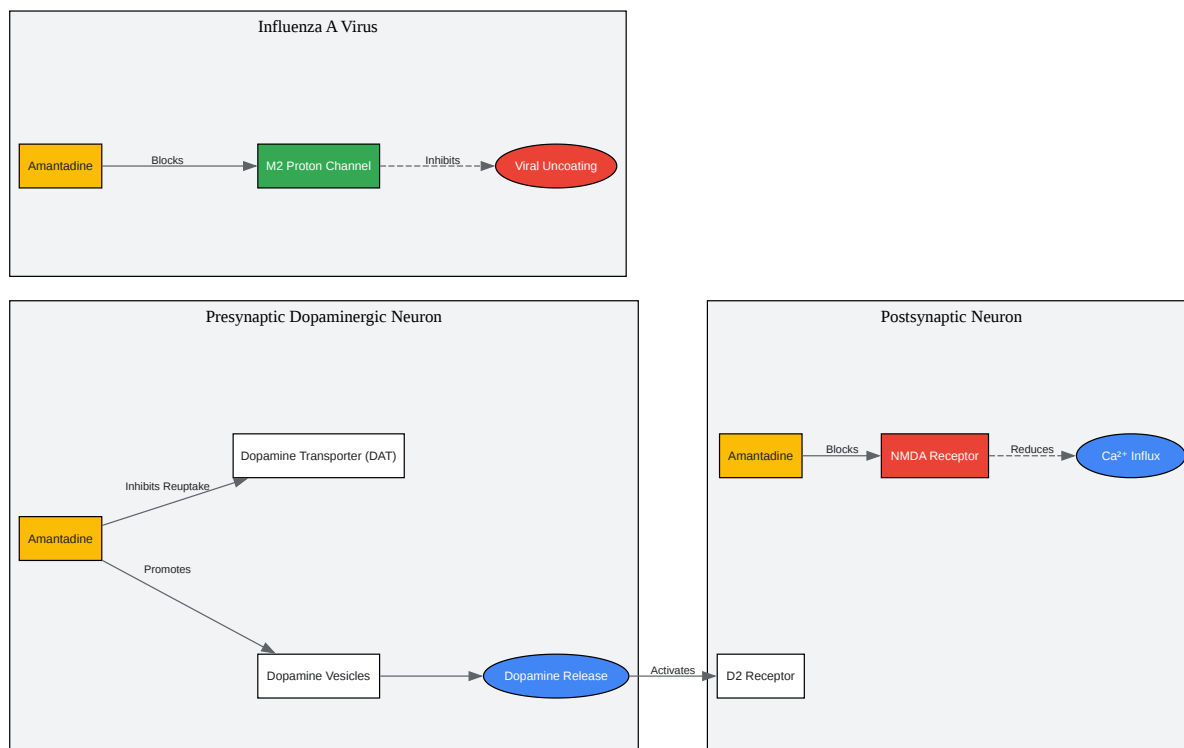 Influenza A Virus
Amantadine
Blocks
M2 Proton Channel
Inhibits
Viral Uncoating
Presynaptic Dopaminergic Neuron
Dopamine Transporter (DAT)
Inhibits Reuptake
Amantadine
Promotes
Dopamine Vesicles
Dopamine Release
Activates
Postsynaptic Neuron
Amantadine
Blocks
NMDA Receptor
Reduces
Ca²⁺ Influx
D2 Receptor